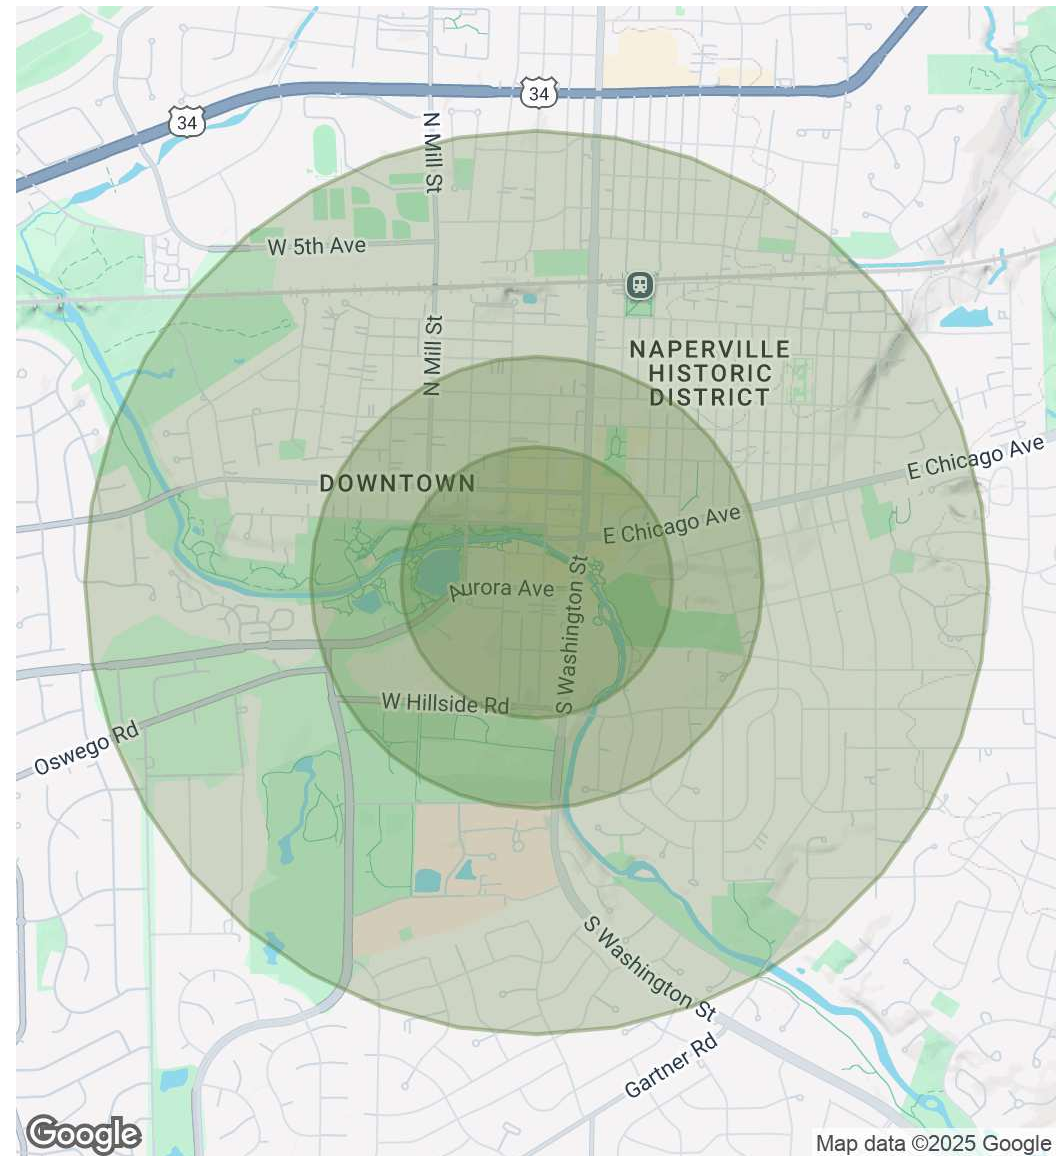 34
34
N Mill St
W 5th Ave
N Mill St
NAPERVILLE
HISTORIC
DISTRICT
E Chicago Ave
DOWNTOWN
E Chicago Ave
Aurora Ave
S Washington St
W Hillside Rd
Oswego Rd
S Washington St
Gartner Rd
Google
Map data ©2025 Google